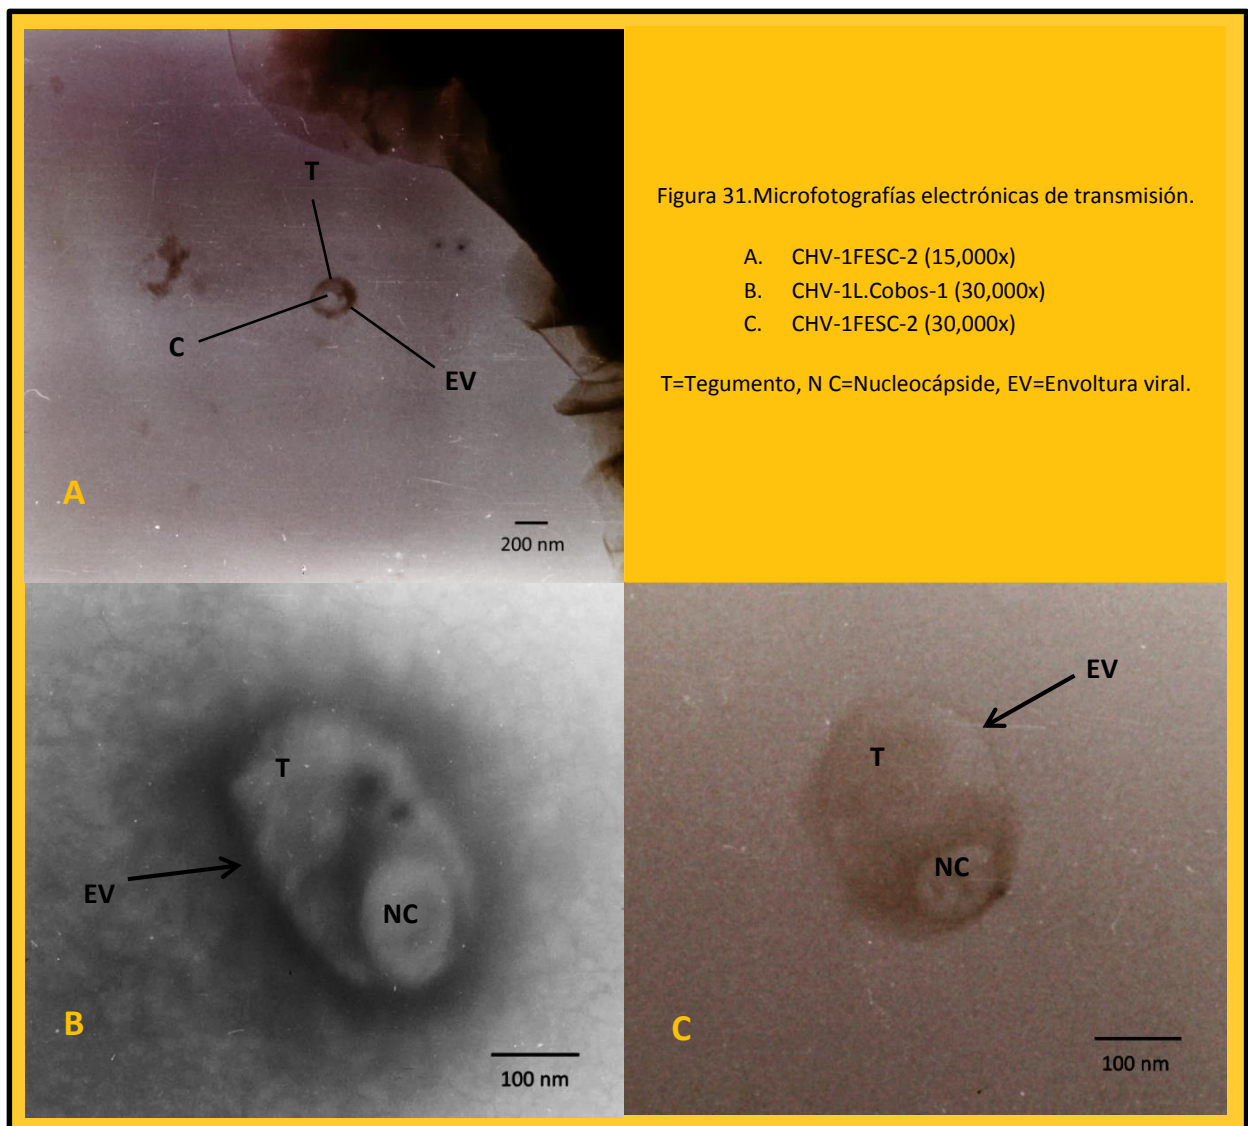 T
C
EV
A
200 nm
Figura 31.Microfotografías electrónicas de transmisión.
A. CHV-1FESC-2 (15,000x)
B. CHV-1L.Cobos-1 (30,000x)
C. CHV-1FESC-2 (30,000x)
T=Tegumento, N C=Nucleocápside, EV=Envoltura viral.
T
EV
NC
B
100 nm
EV
T
NC
C
100 nm